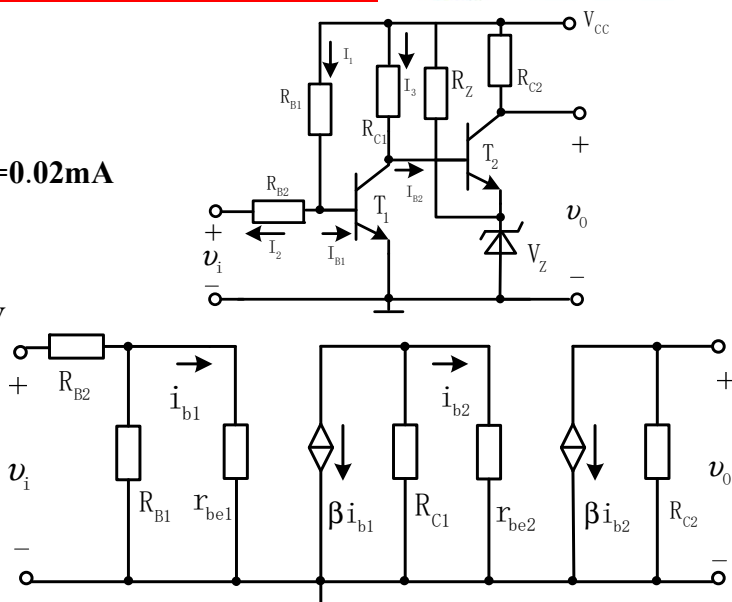 V_CC
I_1
I_3
R_B1
R_C1
R_Z
R_C2
=0.02mA
R_B2
T_1
T_2
I_B2
+
+
I_2
I_B1
υ_i
υ_0
V_Z
−
−
+
R_B2
i_b1
i_b2
+
υ_i
R_B1
r_be1
βi_b1
R_C1
r_be2
βi_b2
R_C2
υ_0
−
−